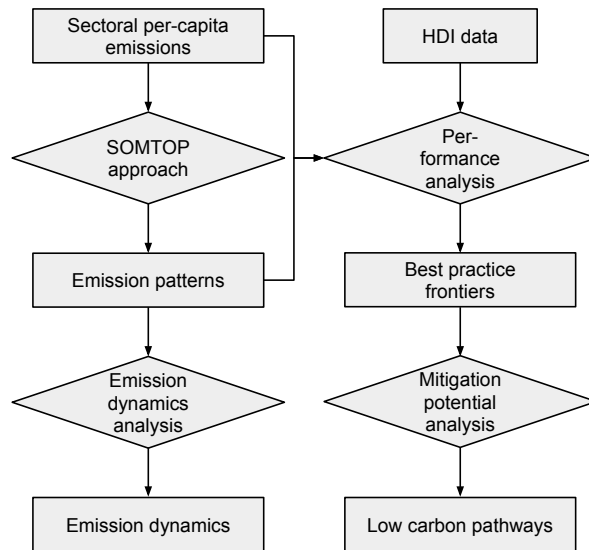 Sectoral per-capita
emissions
HDI data
SOMTOP
approach
Per-
formance
analysis
Emission patterns
Best practice
frontiers
Emission
dynamics
analysis
Mitigation
potential
analysis
Emission dynamics
Low carbon pathways